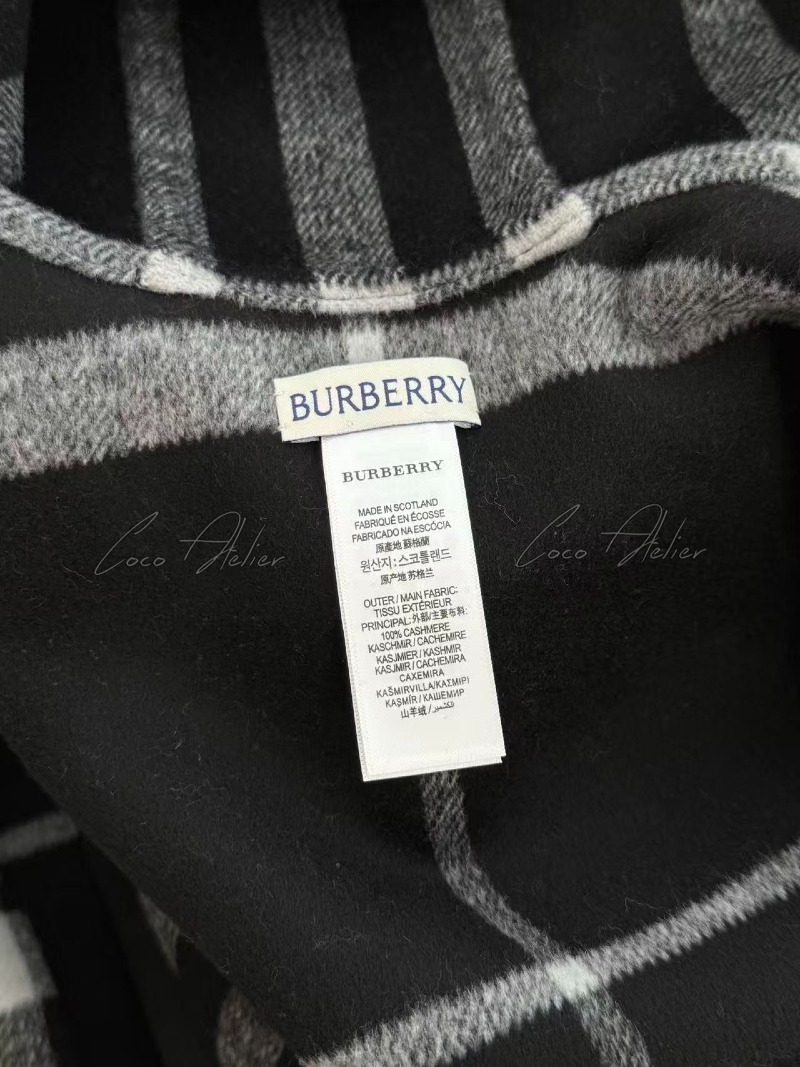 BURBERRY
BURBERRY
MADE IN SCOTLAND
FABRIQUÉ EN ÉCOSSE
FABRICADO NA ESCÓCIA
原產地 蘇格蘭
원산지: 스코틀랜드
原产地 苏格兰
OUTER / MAIN FABRIC:
TISSU EXTÉRIEUR
PRINCIPAL: 外部/主要布料:
100% CASHMERE
KASCHMIR / CACHEMIRE
KASJMIER / KASHMIR
KASJMIR / CACHEMIRA
CAXEMIRA
KAŠMIRVILLA/ΚΑΣΜΙΡΙ
KAŞMİR / КАШЕМИР
山羊绒 / الكشمير
Coco Atelier Coco Atelier